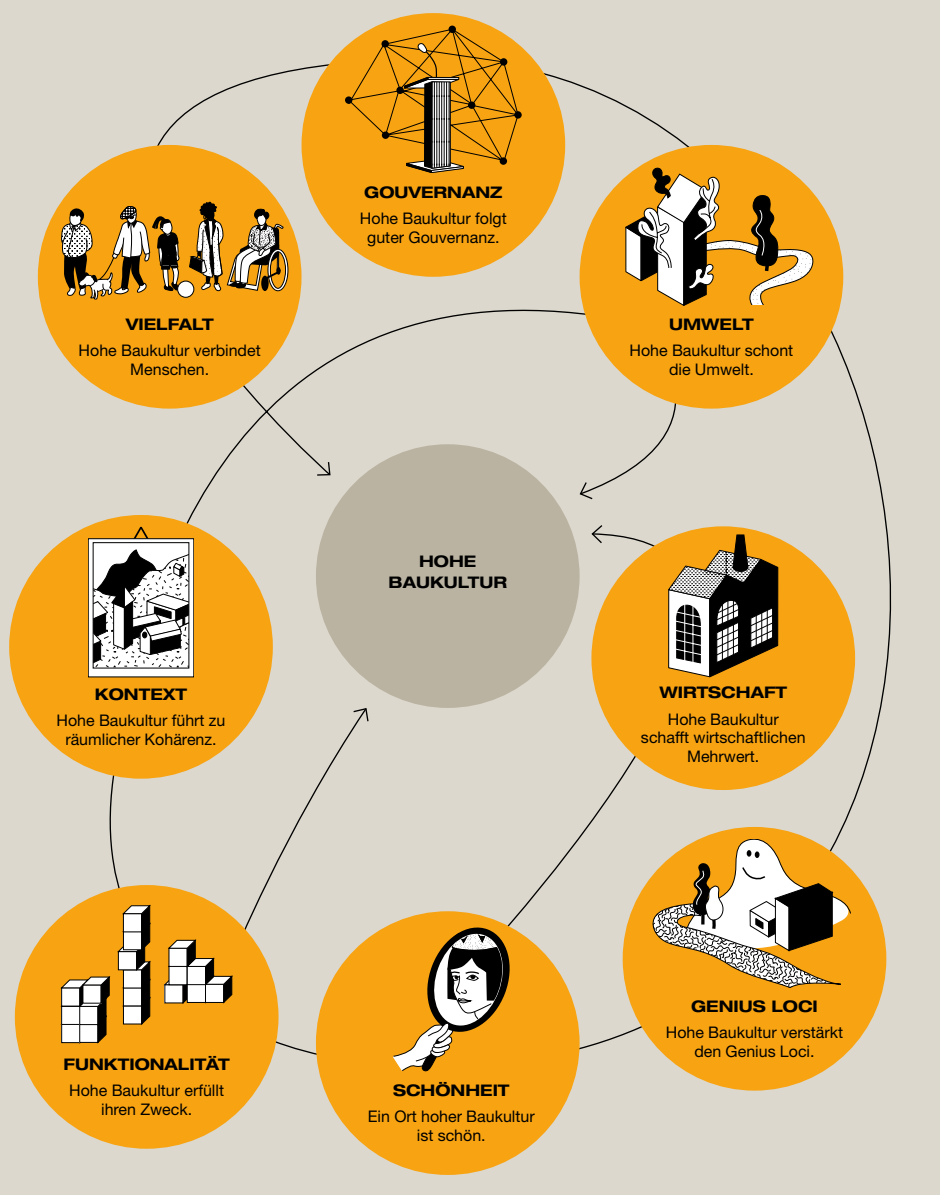 GOUVERNANZ
Hohe Baukultur folgt
guter Gouvernanz.
VIELFALT
Hohe Baukultur verbindet
Menschen.
UMWELT
Hohe Baukultur schont
die Umwelt.
HOHE
BAUKULTUR
KONTEXT
Hohe Baukultur führt zu
räumlicher Kohärenz.
WIRTSCHAFT
Hohe Baukultur
schafft wirtschaftlichen
Mehrwert.
FUNKTIONALITÄT
Hohe Baukultur erfüllt
ihren Zweck.
SCHÖNHEIT
Ein Ort hoher Baukultur
ist schön.
GENIUS LOCI
Hohe Baukultur verstärkt
den Genius Loci.